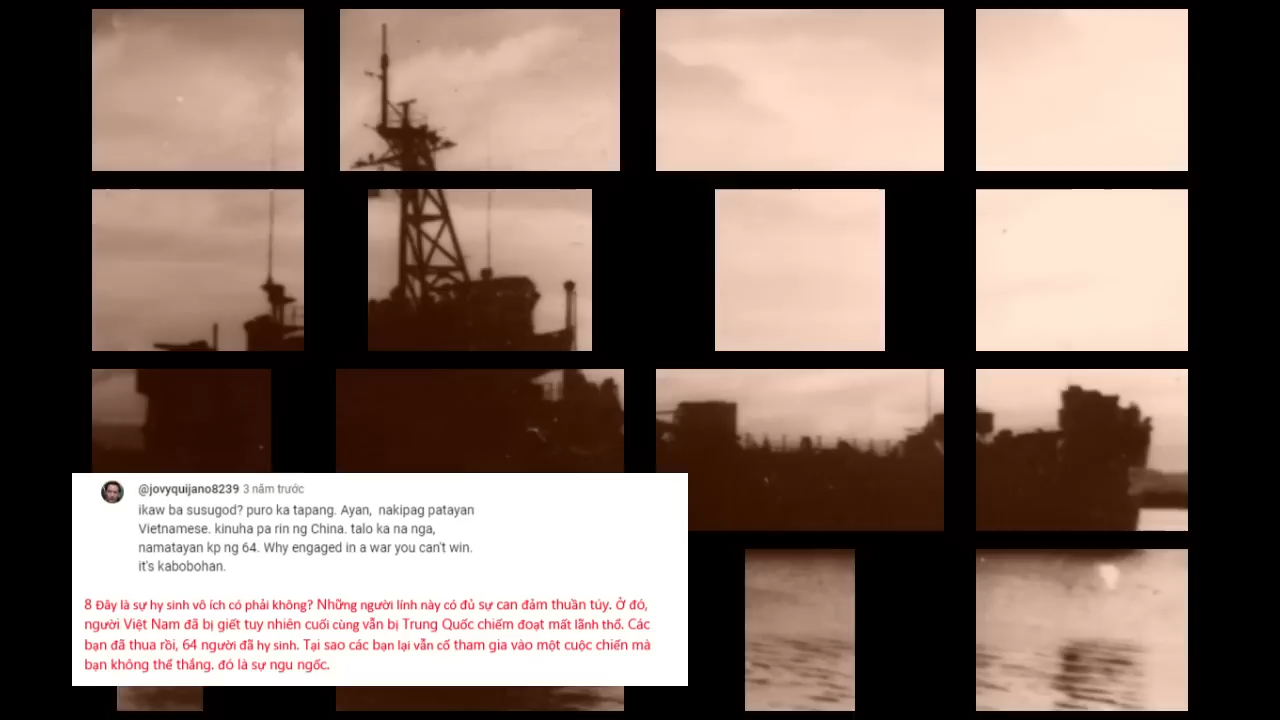 @jovyquijano8239 3 năm trước
ikaw ba susugod? puro ka tapang. Ayan, nakipag patayan
Vietnamese. kinuha pa rin ng China. talo ka na nga,
namatayan kp ng 64. Why engaged in a war you can't win.
it's kabobohan.
8 Đây là sự hy sinh vô ích có phải không? Những người lính này có đủ sự can đảm thuần túy. Ở đó,
người Việt Nam đã bị giết tuy nhiên cuối cùng vẫn bị Trung Quốc chiếm đoạt mất lãnh thổ. Các
bạn đã thua rồi, 64 người đã hy sinh. Tại sao các bạn lại vẫn cố tham gia vào một cuộc chiến mà
bạn không thể thắng. đó là sự ngu ngốc.